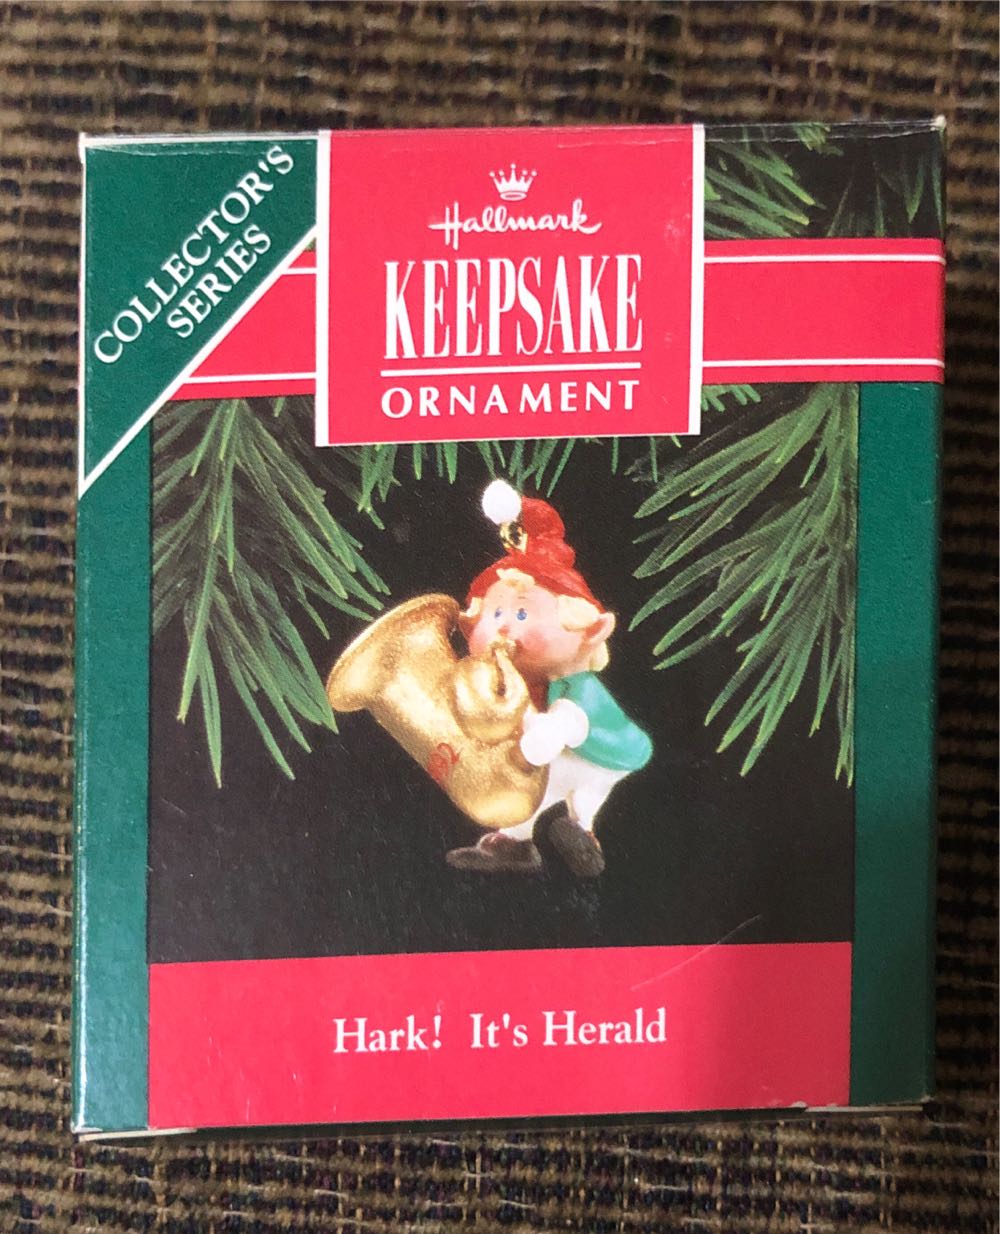 COLLECTOR'S
SERIES
Hallmark
KEEPSAKE
ORNAMENT
Hark! It's Herald